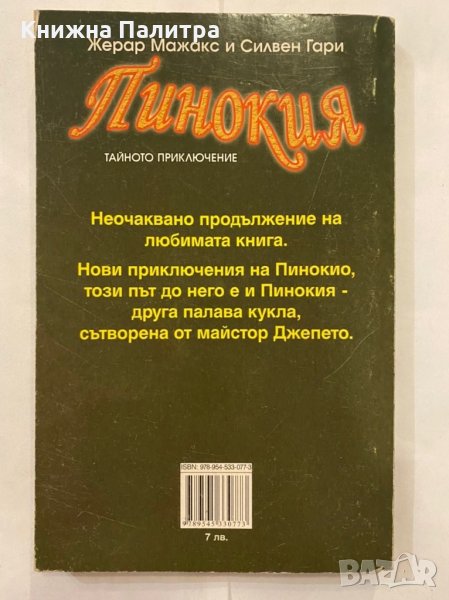 Книжна Палитра
Жерар Мажакс и Силвен Гари
Пинокия
ТАЙНОТО ПРИКЛЮЧЕНИЕ
Неочаквано продължение на
любимата книга.
Нови приключения на Пинокио,
този път до него е и Пинокия -
друга палава кукла,
сътворена от майстор Джепето.
ISBN: 978-954-533-077-3
9789545330773
7 лв.
BAZAR